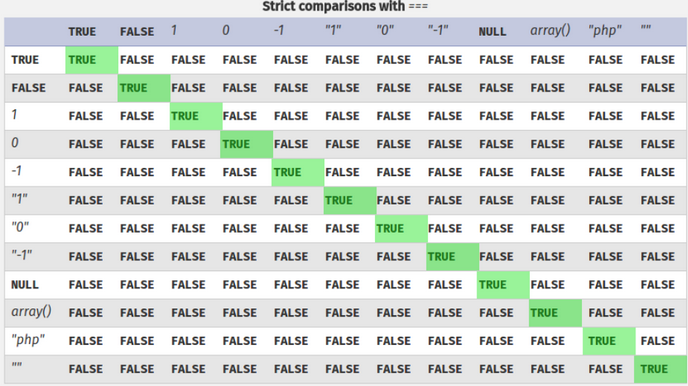 Strict comparisons with ===
TRUE FALSE 1 0 -1 "1" "0" "-1" NULL array() "php" ""
TRUE TRUE FALSE FALSE FALSE FALSE FALSE FALSE FALSE FALSE FALSE FALSE FALSE
FALSE FALSE TRUE FALSE FALSE FALSE FALSE FALSE FALSE FALSE FALSE FALSE FALSE
1 FALSE FALSE TRUE FALSE FALSE FALSE FALSE FALSE FALSE FALSE FALSE FALSE
0 FALSE FALSE FALSE TRUE FALSE FALSE FALSE FALSE FALSE FALSE FALSE FALSE
-1 FALSE FALSE FALSE FALSE TRUE FALSE FALSE FALSE FALSE FALSE FALSE FALSE
"1" FALSE FALSE FALSE FALSE FALSE TRUE FALSE FALSE FALSE FALSE FALSE FALSE
"0" FALSE FALSE FALSE FALSE FALSE FALSE TRUE FALSE FALSE FALSE FALSE FALSE
"-1" FALSE FALSE FALSE FALSE FALSE FALSE FALSE TRUE FALSE FALSE FALSE FALSE
NULL FALSE FALSE FALSE FALSE FALSE FALSE FALSE FALSE TRUE FALSE FALSE FALSE
array() FALSE FALSE FALSE FALSE FALSE FALSE FALSE FALSE FALSE TRUE FALSE FALSE
"php" FALSE FALSE FALSE FALSE FALSE FALSE FALSE FALSE FALSE FALSE TRUE FALSE
"" FALSE FALSE FALSE FALSE FALSE FALSE FALSE FALSE FALSE FALSE FALSE TRUE